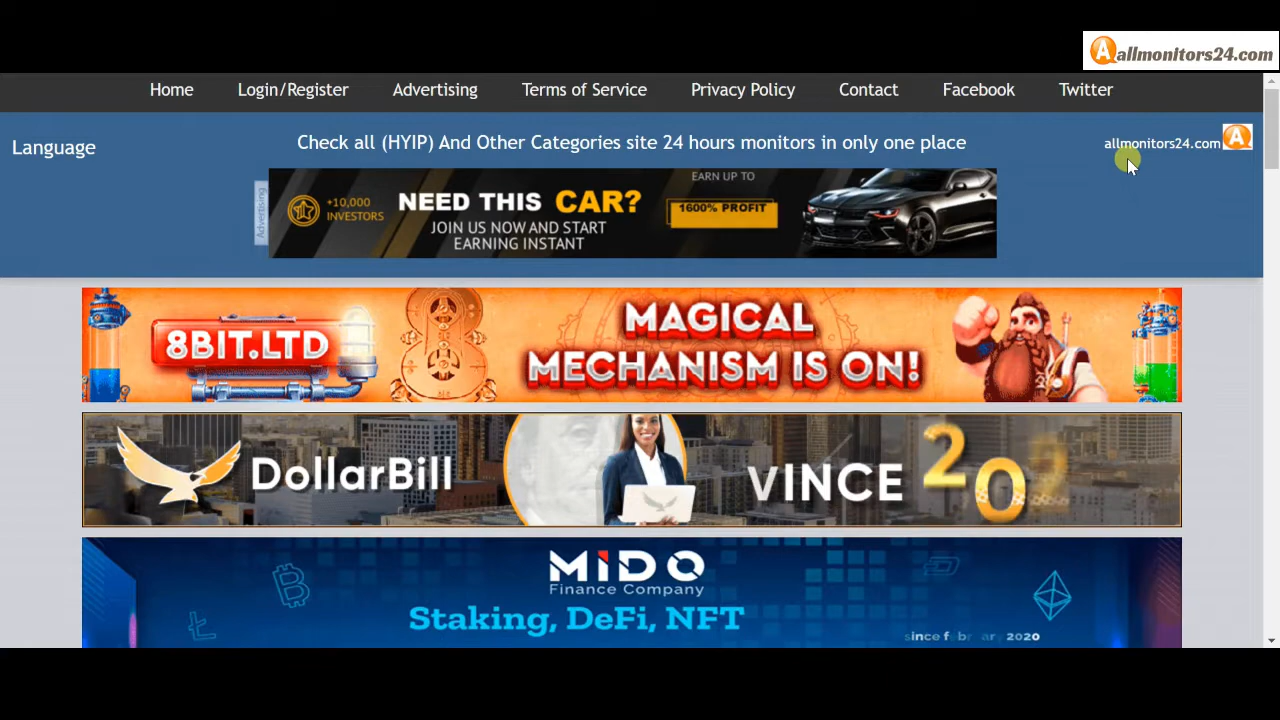 allmonitors24.com
Home Login/Register Advertising Terms of Service Privacy Policy Contact Facebook Twitter
Language
Check all (HYIP) And Other Categories site 24 hours monitors in only one place
allmonitors24.com
Advertising
+10,000
INVESTORS
NEED THIS CAR?
JOIN US NOW AND START
EARNING INSTANT
EARN UP TO
1600% PROFIT
8BIT.LTD
MAGICAL
MECHANISM IS ON!
DollarBill
VINCE 202
MIDO
Finance Company
Staking, DeFi, NFT
since february 2020